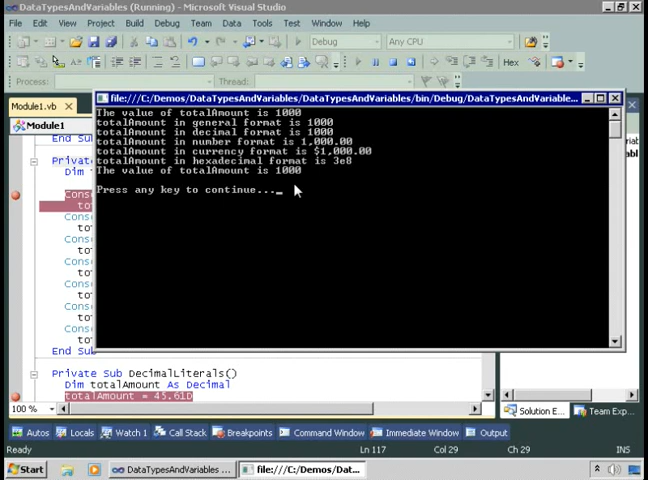 DataTypesAndVariables (Running) - Microsoft Visual Studio
File Edit View Project Build Debug Team Data Tools Test Window Help
Debug Any CPU
Hex
Process: Thread:
Module1.vb
file:///C:/Demos/DataTypesAndVariables/DataTypesAndVariables/bin/Debug/DataTypesAndVariable...
Module1
The value of totalAmount is 1000
totalAmount in general format is 1000
totalAmount in decimal format is 1000
totalAmount in number format is 1,000.00
totalAmount in currency format is $1,000.00
totalAmount in hexadecimal format is 3e8
The value of totalAmount is 1000
Press any key to continue..._
End Sub
Private Sub DecimalLiterals()
Dim totalAmount As Decimal
totalAmount = 45.61D
100 %
Solution E... Team Exp...
Autos Locals Watch 1 Call Stack Breakpoints Command Window Immediate Window Output
Ready Ln 117 Col 29 Ch 29 INS
Start DataTypesAndVariables ... file:///C:/Demos/Dat...